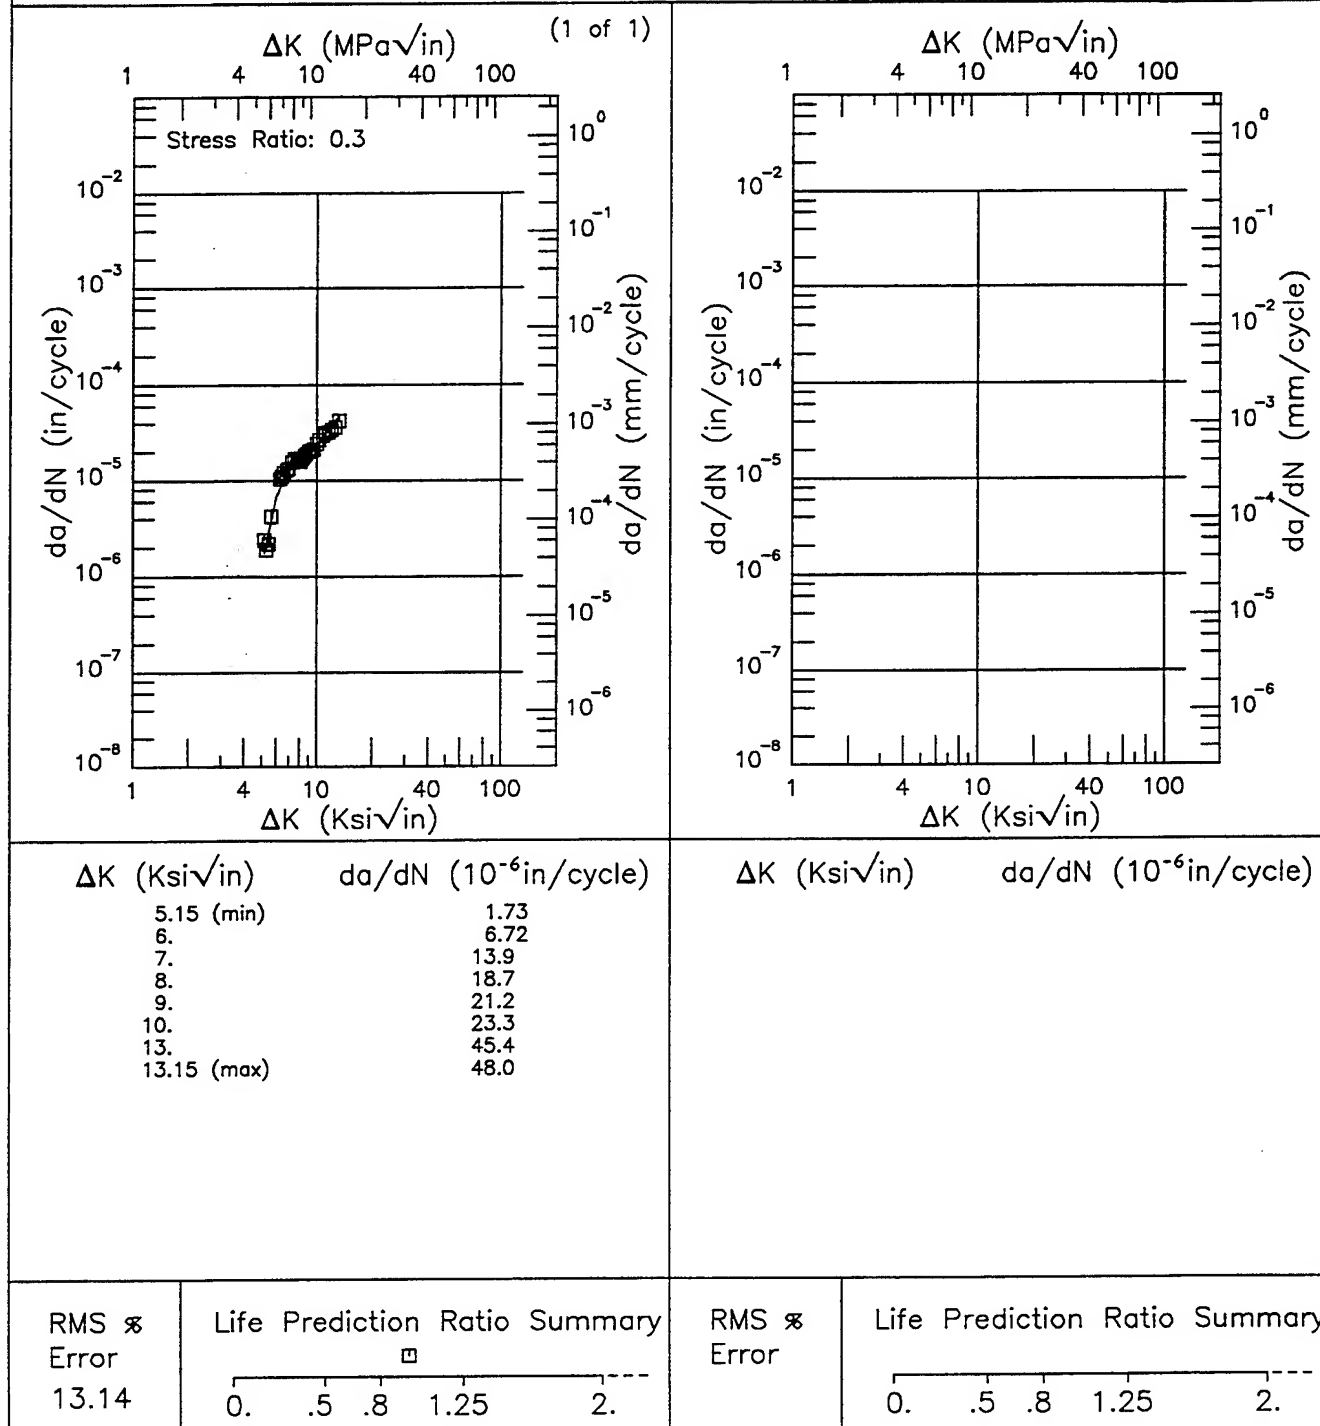 (1 of 1)
ΔK (MPa√in)
1 4 10 40 100
Stress Ratio: 0.3
da/dN (in/cycle)
10⁻²
10⁻³
10⁻⁴
10⁻⁵
10⁻⁶
10⁻⁷
10⁻⁸
da/dN (mm/cycle)
10⁰
10⁻¹
10⁻²
10⁻³
10⁻⁴
10⁻⁵
10⁻⁶
1 4 10 40 100
ΔK (Ksi√in)
ΔK (MPa√in)
1 4 10 40 100
da/dN (in/cycle)
10⁻²
10⁻³
10⁻⁴
10⁻⁵
10⁻⁶
10⁻⁷
10⁻⁸
da/dN (mm/cycle)
10⁰
10⁻¹
10⁻²
10⁻³
10⁻⁴
10⁻⁵
10⁻⁶
1 4 10 40 100
ΔK (Ksi√in)
ΔK (Ksi√in) da/dN (10⁻⁶in/cycle)
5.15 (min) 1.73
6. 6.72
7. 13.9
8. 18.7
9. 21.2
10. 23.3
13. 45.4
13.15 (max) 48.0
ΔK (Ksi√in) da/dN (10⁻⁶in/cycle)
RMS %
Error
13.14
Life Prediction Ratio Summary
0. .5 .8 1.25 2.
RMS %
Error
Life Prediction Ratio Summary
0. .5 .8 1.25 2.